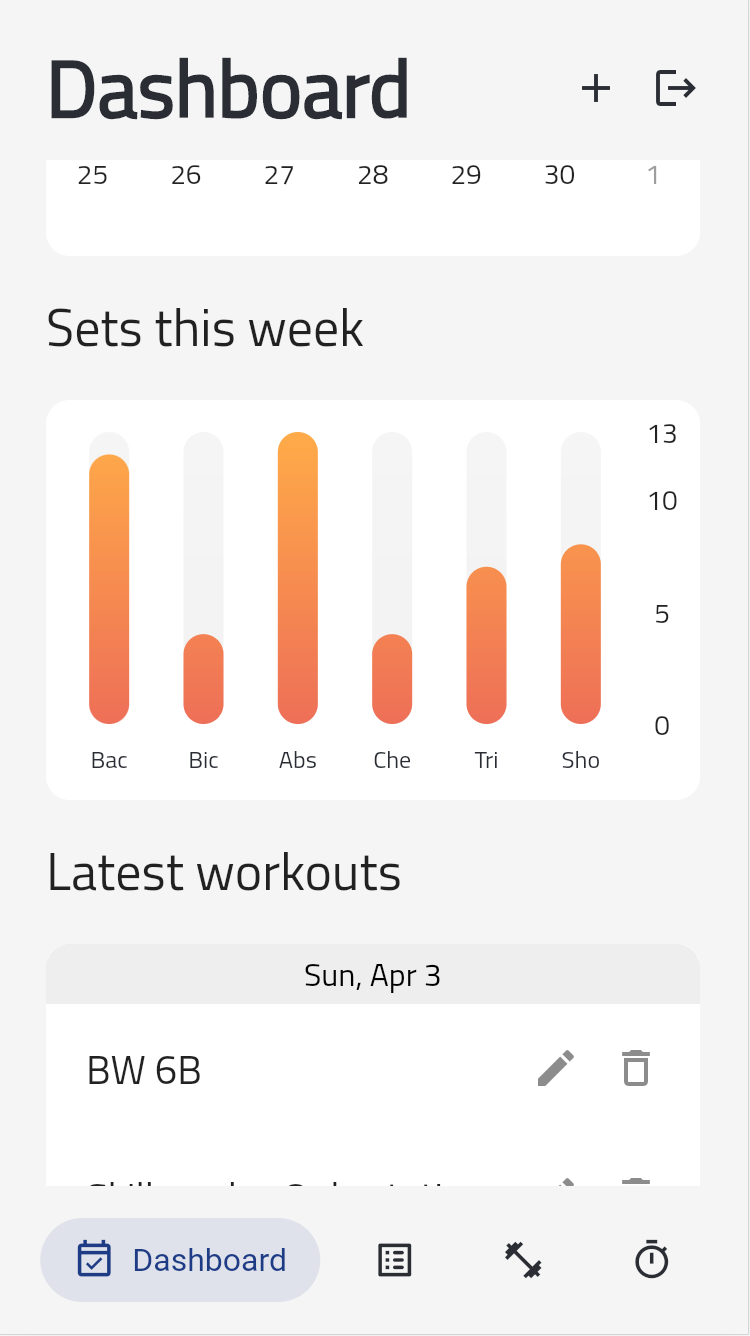 Dashboard
25 26 27 28 29 30 1
Sets this week
13
10
5
0
Bac Bic Abs Che Tri Sho
Latest workouts
Sun, Apr 3
BW 6B
Dashboard